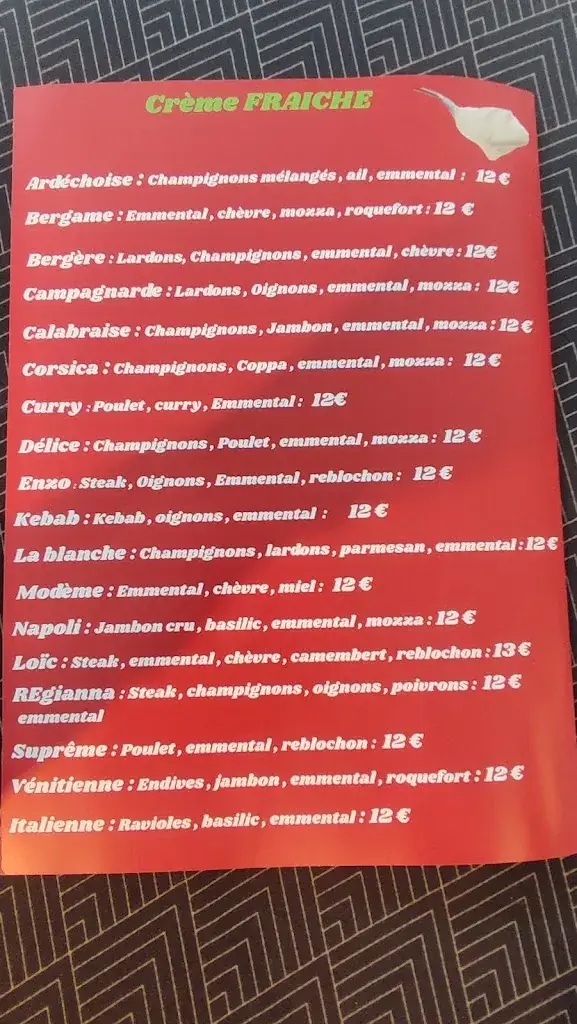 Crème FRAICHE
Ardéchoise : Champignons mélangés, ail, emmental : 12 €
Bergame : Emmental, chèvre, mozza, roquefort : 12 €
Bergère : Lardons, Champignons, emmental, chèvre : 12€
Campagnarde : Lardons, Oignons, emmental, mozza : 12€
Calabraise : Champignons, Jambon, emmental, mozza : 12 €
Corsica : Champignons, Coppa, emmental, mozza : 12 €
Curry : Poulet, curry, Emmental : 12€
Délice : Champignons, Poulet, emmental, mozza : 12 €
Enzo : Steak, Oignons, Emmental, reblochon : 12 €
Kebab : Kebab, oignons, emmental : 12 €
La blanche : Champignons, lardons, parmesan, emmental : 12 €
Modème : Emmental, chèvre, miel : 12 €
Napoli : Jambon cru, basilic, emmental, mozza : 12 €
Loïc : Steak, emmental, chèvre, camembert, reblochon : 13 €
REgianna : Steak, champignons, oignons, poivrons : 12 €
emmental
Suprême : Poulet, emmental, reblochon : 12 €
Vénitienne : Endives, jambon, emmental, roquefort : 12 €
Italienne : Ravioles, basilic, emmental : 12 €